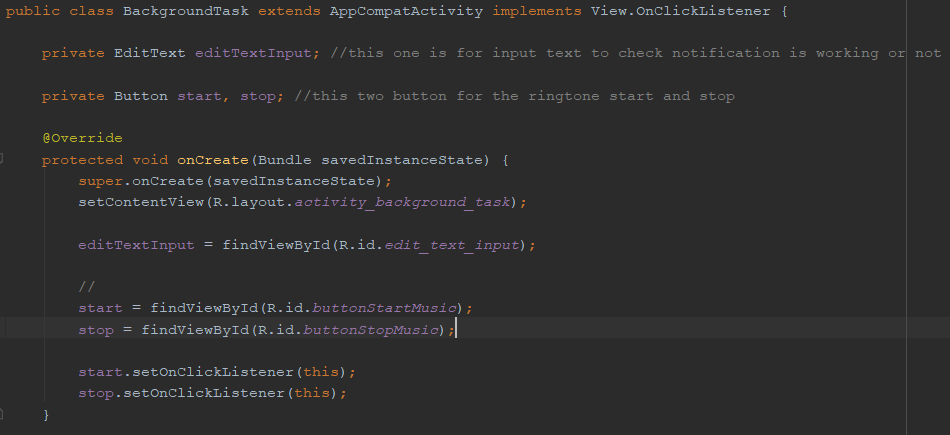 public class BackgroundTask extends AppCompatActivity implements View.OnClickListener {
private EditText editTextInput; //this one is for input text to check notification is working or not
private Button start, stop; //this two button for the ringtone start and stop
@Override
protected void onCreate(Bundle savedInstanceState) {
super.onCreate(savedInstanceState);
setContentView(R.layout.activity_background_task);
editTextInput = findViewById(R.id.edit_text_input);
//
start = findViewById(R.id.buttonStartMusic);
stop = findViewById(R.id.buttonStopMusic);
start.setOnClickListener(this);
stop.setOnClickListener(this);
}